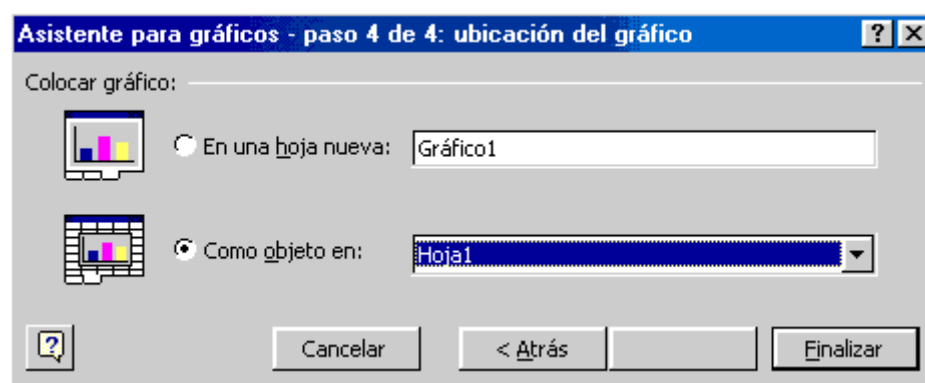 Asistente para gráficos - paso 4 de 4: ubicación del gráfico
Colocar gráfico:
En una hoja nueva: Gráfico1
Como objeto en: Hoja1
Cancelar < Atrás Finalizar